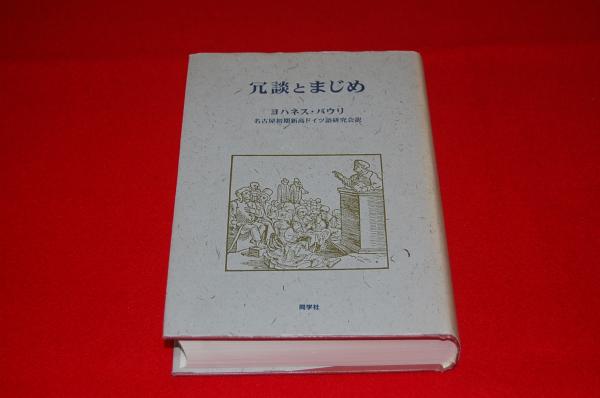 冗談とまじめ
ヨハネス・パウリ
名古屋初期新高ドイツ語研究会訳
同学社